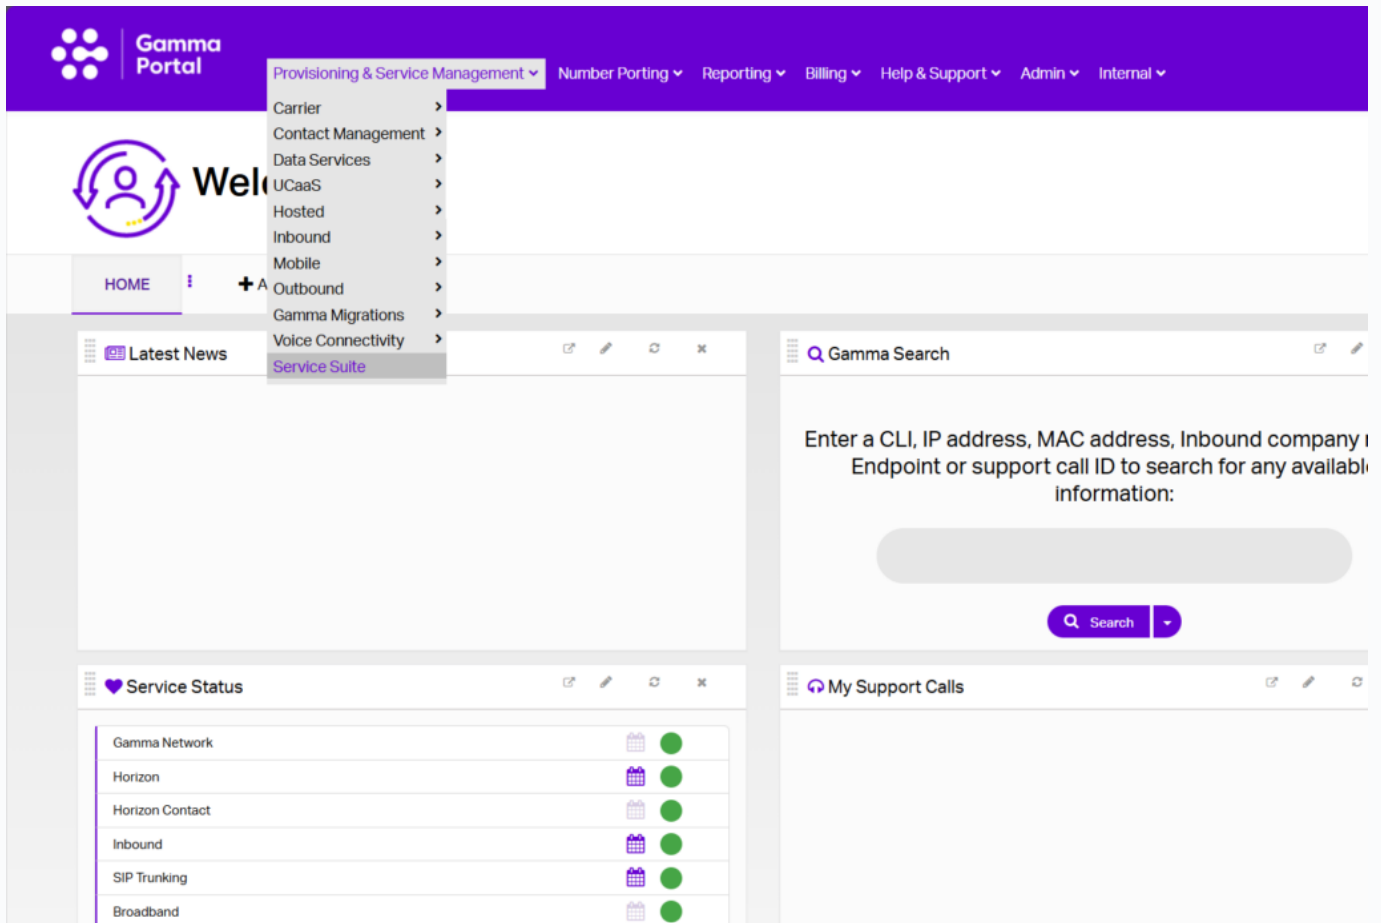 Gamma
Portal
Provisioning & Service Management
Number Porting
Reporting
Billing
Help & Support
Admin
Internal
Carrier
Contact Management
Data Services
UCaaS
Hosted
Inbound
Mobile
Outbound
Gamma Migrations
Voice Connectivity
Service Suite
HOME
Latest News
Gamma Search
Enter a CLI, IP address, MAC address, Inbound company
Endpoint or support call ID to search for any
information:
Search
Service Status
My Support Calls
Gamma Network
Horizon
Horizon Contact
Inbound
SIP Trunking
Broadband